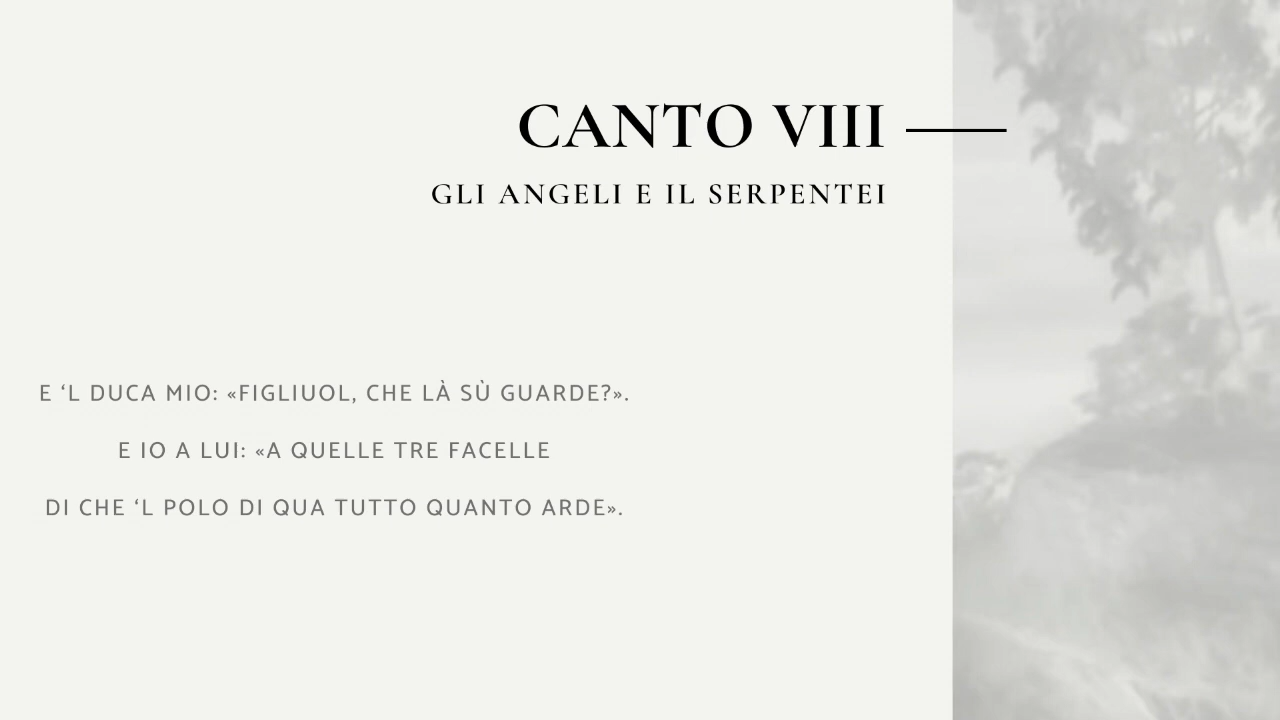 CANTO VIII
GLI ANGELI E IL SERPENTEI
E ‘L DUCA MIO: «FIGLIUOL, CHE LÀ SÙ GUARDE?».
E IO A LUI: «A QUELLE TRE FACELLE
DI CHE ‘L POLO DI QUA TUTTO QUANTO ARDE».